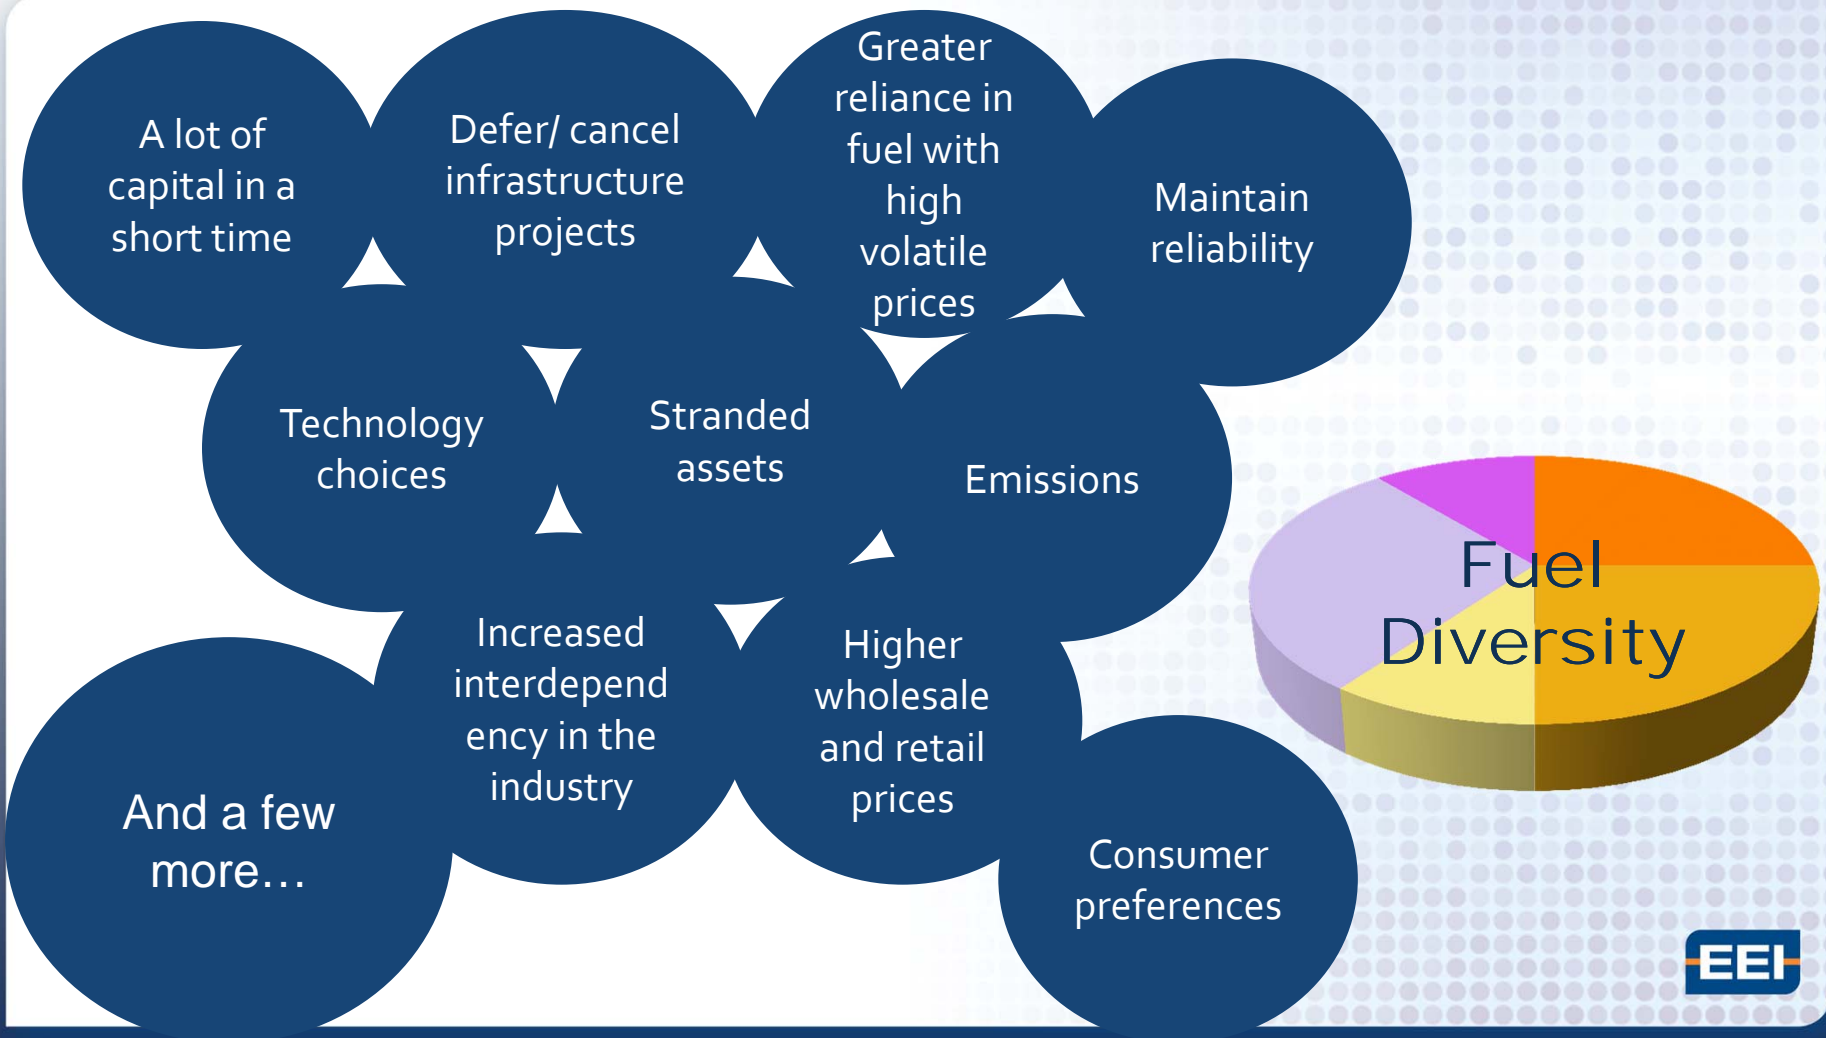 A lot of
capital in a
short time
Defer/ cancel
infrastructure
projects
Greater
reliance in
fuel with
high
volatile
prices
Maintain
reliability
Technology
choices
Stranded
assets
Emissions
Fuel
Diversity
And a few
more…
Increased
interdepend
ency in the
industry
Higher
wholesale
and retail
prices
Consumer
preferences
EEI